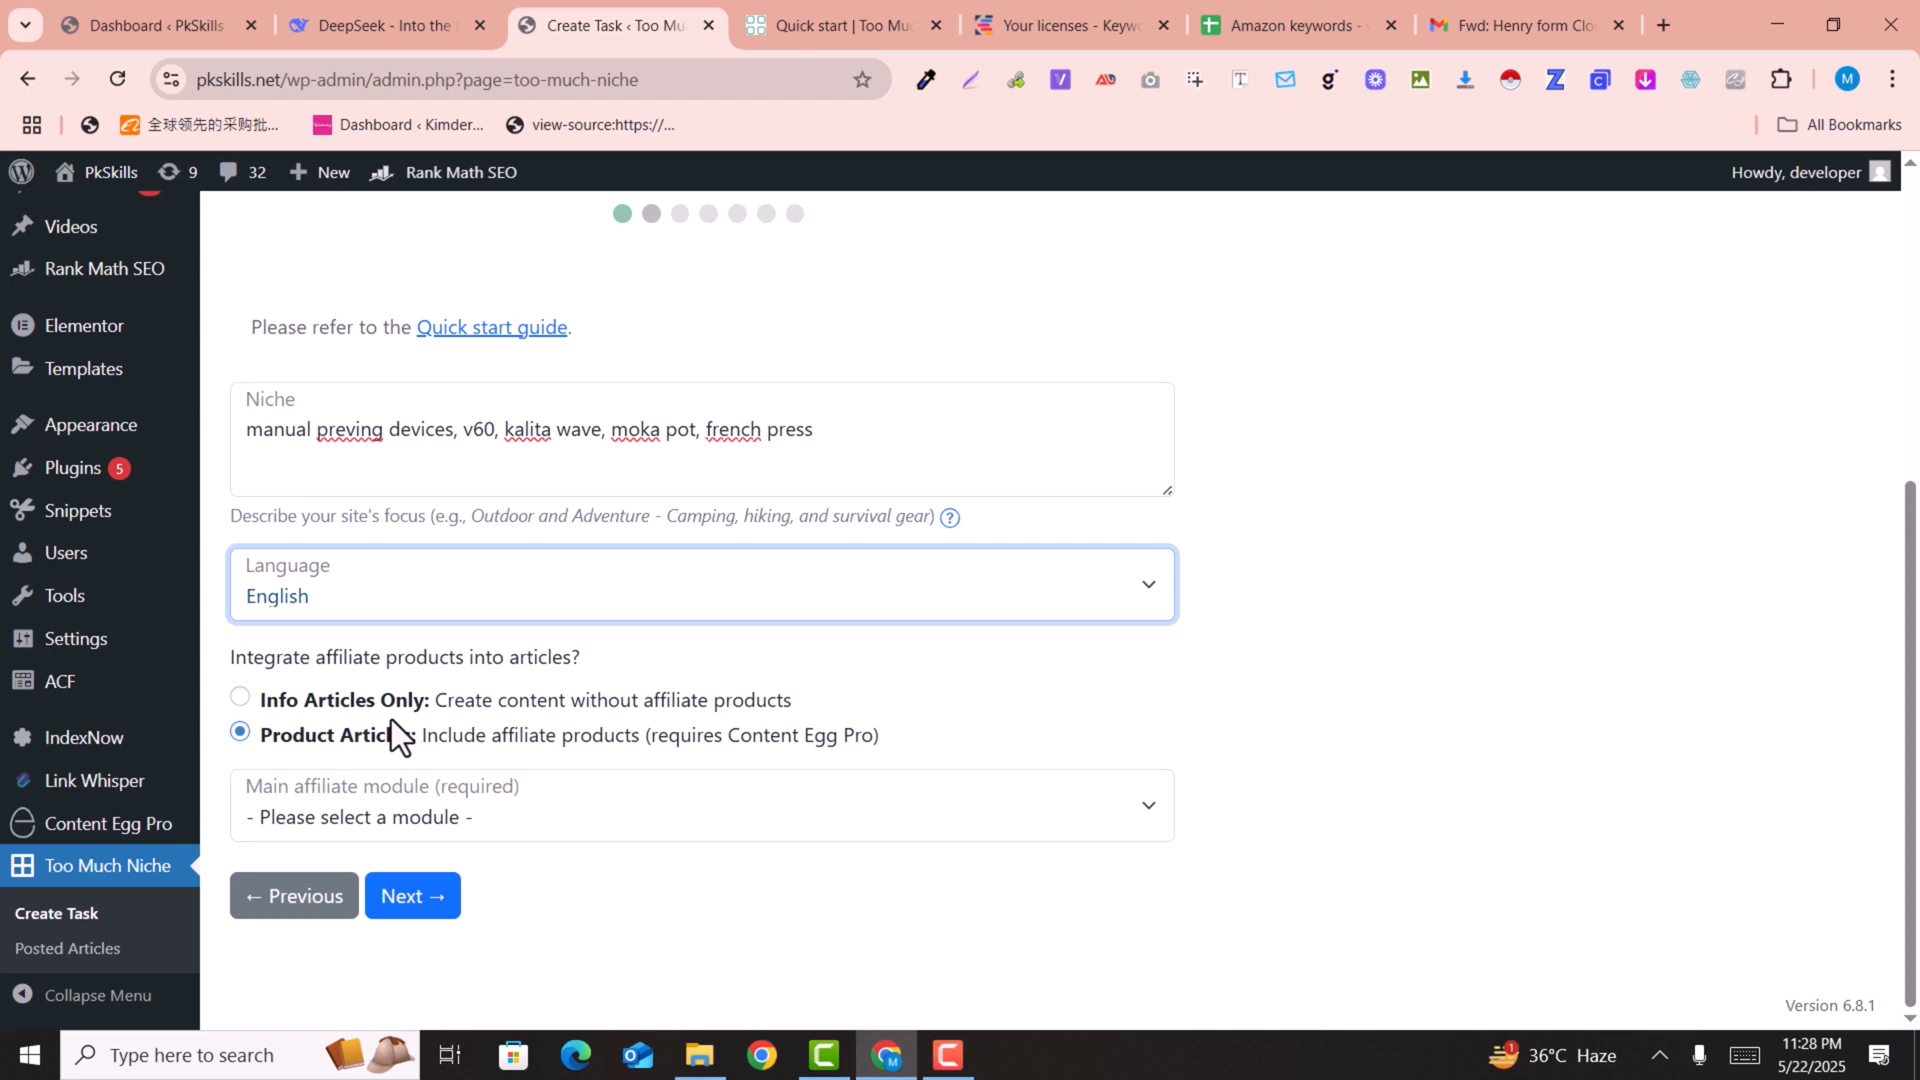 Dashboard ‹ PkSkills
DeepSeek - Into the
Create Task ‹ Too Mu
Quick start | Too Muc
Your licenses - Keyw
Amazon keywords -
Fwd: Henry form Clo
pkskills.net/wp-admin/admin.php?page=too-much-niche
M
全球领先的采购批...
Dashboard ‹ Kimder...
view-source:https://...
All Bookmarks
PkSkills
9
32
New
Rank Math SEO
Howdy, developer
Videos
Rank Math SEO
Elementor
Templates
Appearance
Plugins 5
Snippets
Users
Tools
Settings
ACF
IndexNow
Link Whisper
Content Egg Pro
Too Much Niche
Create Task
Posted Articles
Collapse Menu
Please refer to the Quick start guide.
Niche
manual preving devices, v60, kalita wave, moka pot, french press
Describe your site's focus (e.g., Outdoor and Adventure - Camping, hiking, and survival gear)
Language
English
Integrate affiliate products into articles?
Info Articles Only: Create content without affiliate products
Include affiliate products (requires Content Egg Pro)
Main affiliate module (required)
- Please select a module -
← Previous
Next →
Version 6.8.1
Type here to search
36°C Haze
11:28 PM
5/22/2025